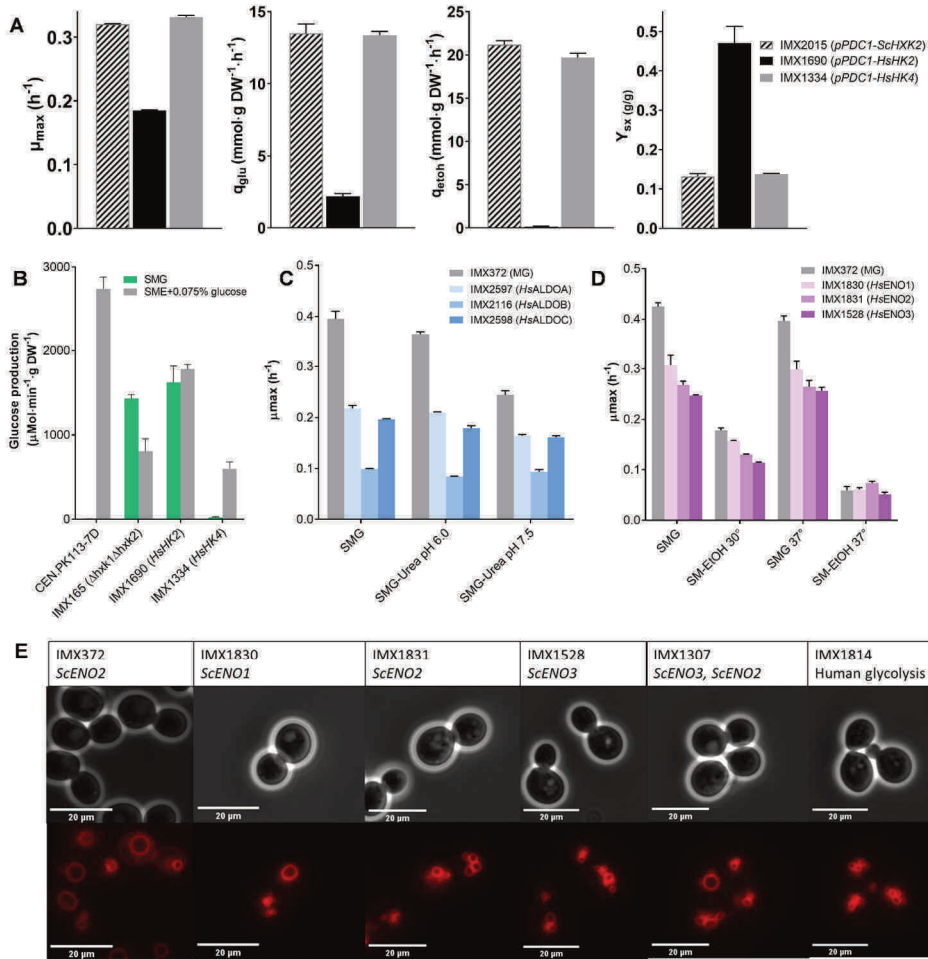 A
μmax (h-1)
0.3
0.2
0.1
0.0
qglu (mmol·g DW-1·h-1)
15
10
5
0
qetoh (mmol·g DW-1·h-1)
25
20
15
10
5
0
Ysx (g/g)
0.5
0.4
0.3
0.2
0.1
0.0
IMX2015 (pPDC1-ScHXK2)
IMX1690 (pPDC1-HsHK2)
IMX1334 (pPDC1-HsHK4)
B
Glucose production
(μMol·min-1·g DW-1)
3000
2000
1000
0
SMG
SME+0.075% glucose
CEN.PK113-7D
IMX165 (Δhxk1Δhxk2)
IMX1690 (HsHK2)
IMX1334 (HsHK4)
C
μmax (h-1)
0.5
0.4
0.3
0.2
0.1
0.0
IMX372 (MG)
IMX2597 (HsALDOA)
IMX2116 (HsALDOB)
IMX2598 (HsALDOC)
SMG
SMG-Urea pH 6.0
SMG-Urea pH 7.5
D
μmax (h-1)
0.5
0.4
0.3
0.2
0.1
0.0
IMX372 (MG)
IMX1830 (HsENO1)
IMX1831 (HsENO2)
IMX1528 (HsENO3)
SMG
SM-EtOH 30°
SMG 37°
SM-EtOH 37°
E
IMX372
ScENO2
IMX1830
ScENO1
IMX1831
ScENO2
IMX1528
ScENO3
IMX1307
ScENO3, ScENO2
IMX1814
Human glycolysis
20 μm
20 μm
20 μm
20 μm
20 μm
20 μm
20 μm
20 μm
20 μm
20 μm
20 μm
20 μm